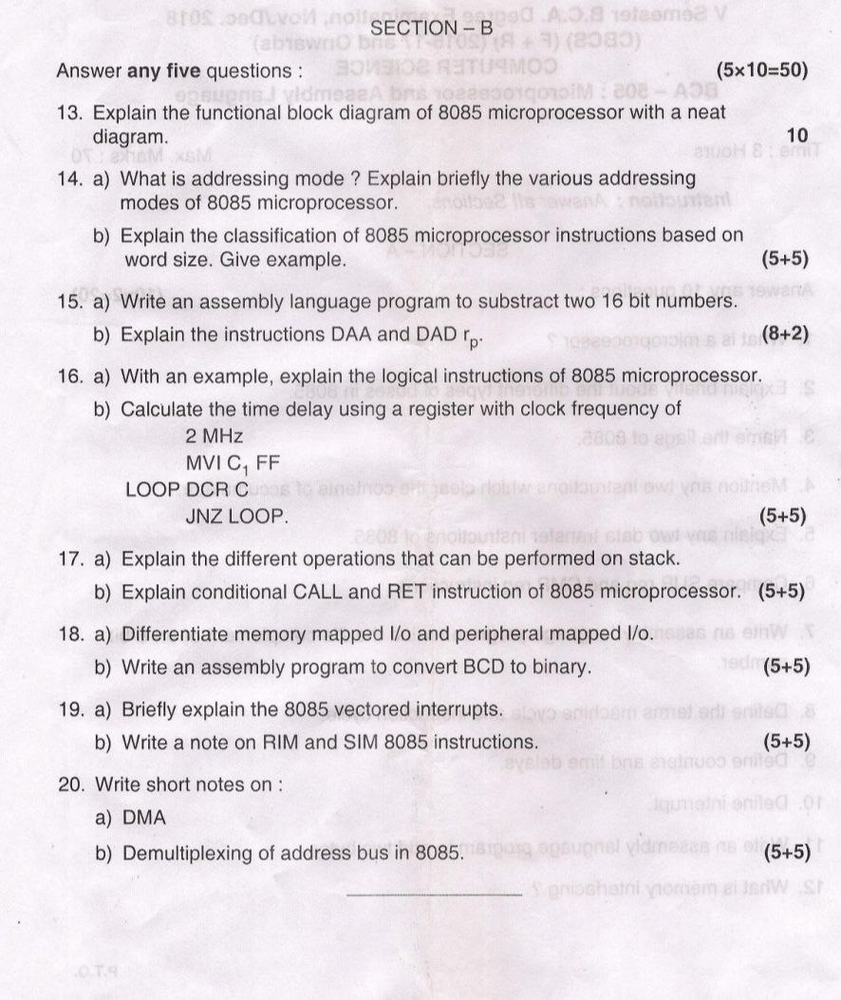 SECTION – B
Answer any five questions : (5×10=50)
13. Explain the functional block diagram of 8085 microprocessor with a neat
diagram. 10
14. a) What is addressing mode ? Explain briefly the various addressing
modes of 8085 microprocessor.
b) Explain the classification of 8085 microprocessor instructions based on
word size. Give example. (5+5)
15. a) Write an assembly language program to substract two 16 bit numbers.
b) Explain the instructions DAA and DAD rp. (8+2)
16. a) With an example, explain the logical instructions of 8085 microprocessor.
b) Calculate the time delay using a register with clock frequency of
2 MHz
MVI C₁ FF
LOOP DCR C
JNZ LOOP. (5+5)
17. a) Explain the different operations that can be performed on stack.
b) Explain conditional CALL and RET instruction of 8085 microprocessor. (5+5)
18. a) Differentiate memory mapped I/o and peripheral mapped I/o.
b) Write an assembly program to convert BCD to binary. (5+5)
19. a) Briefly explain the 8085 vectored interrupts.
b) Write a note on RIM and SIM 8085 instructions. (5+5)
20. Write short notes on :
a) DMA
b) Demultiplexing of address bus in 8085. (5+5)